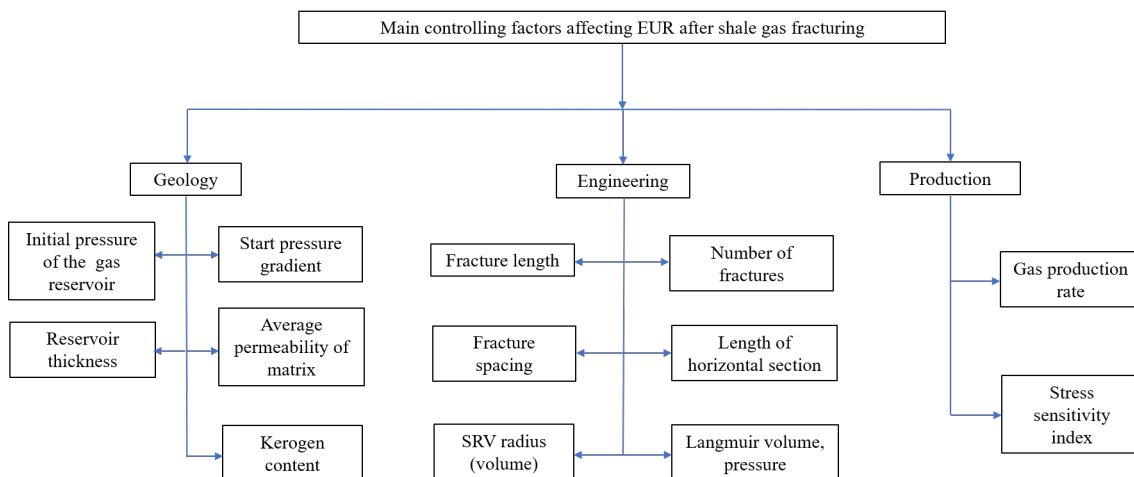 Main controlling factors affecting EUR after shale gas fracturing
Geology
Engineering
Production
Initial pressure
of the gas
reservoir
Start pressure
gradient
Reservoir
thickness
Average
permeability of
matrix
Kerogen
content
Fracture length
Number of
fractures
Fracture
spacing
Length of
horizontal section
SRV radius
(volume)
Langmuir volume,
pressure
Gas production
rate
Stress
sensitivity
index